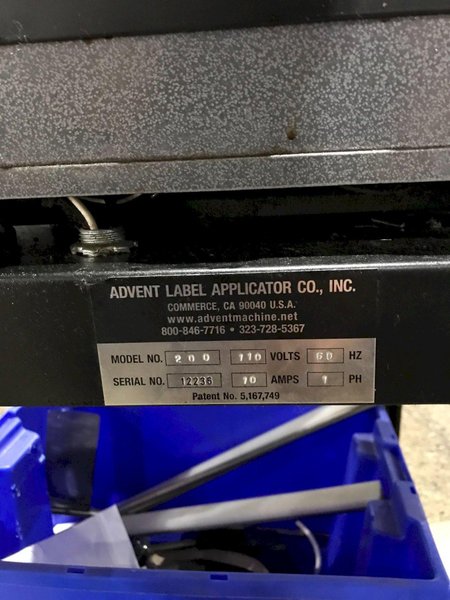 ADVENT LABEL APPLICATOR CO., INC.
COMMERCE, CA 90040 U.S.A.
www.adventmachine.net
800-846-7716 • 323-728-5367
MODEL NO. 200 110 VOLTS 60 HZ
SERIAL NO. 12236 10 AMPS 1 PH
Patent No. 5,167,749